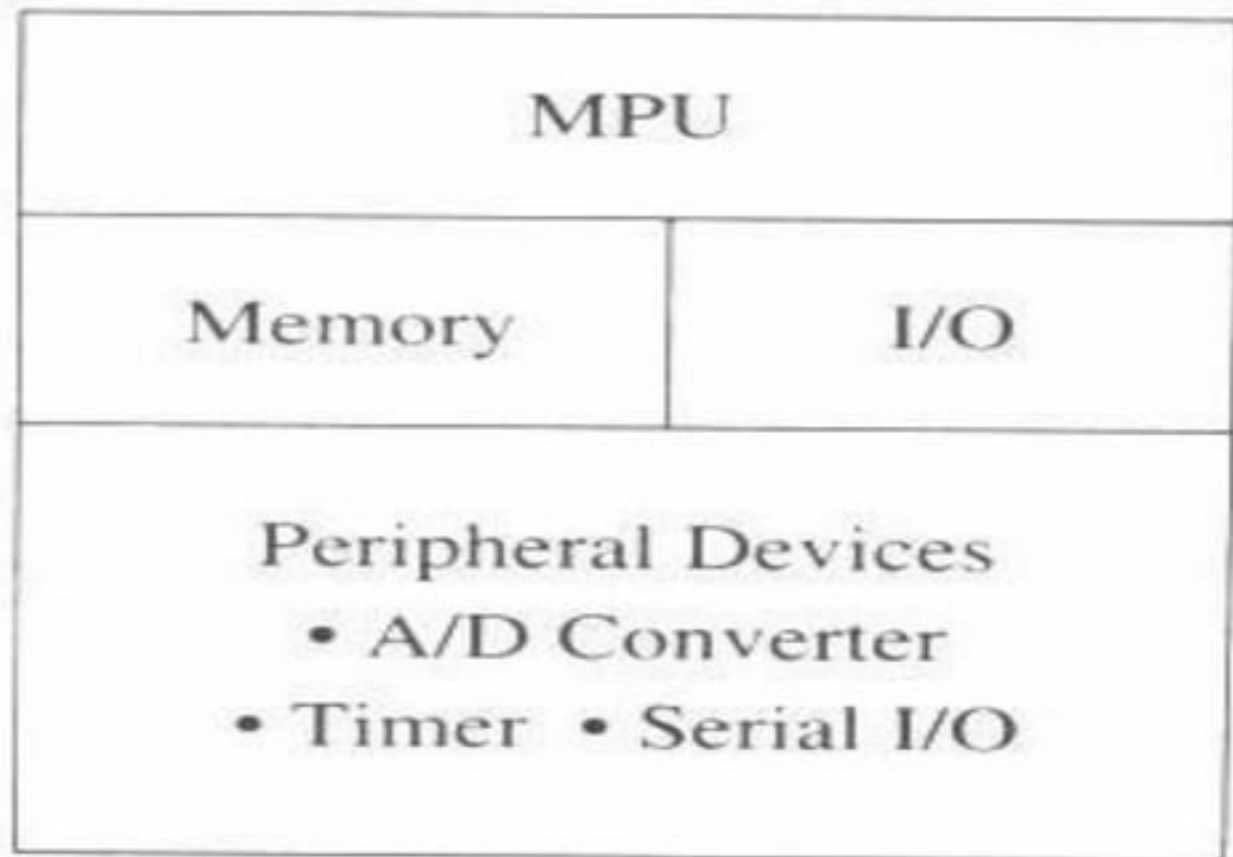 MPU
Memory
I/O
Peripheral Devices
• A/D Converter
• Timer • Serial I/O